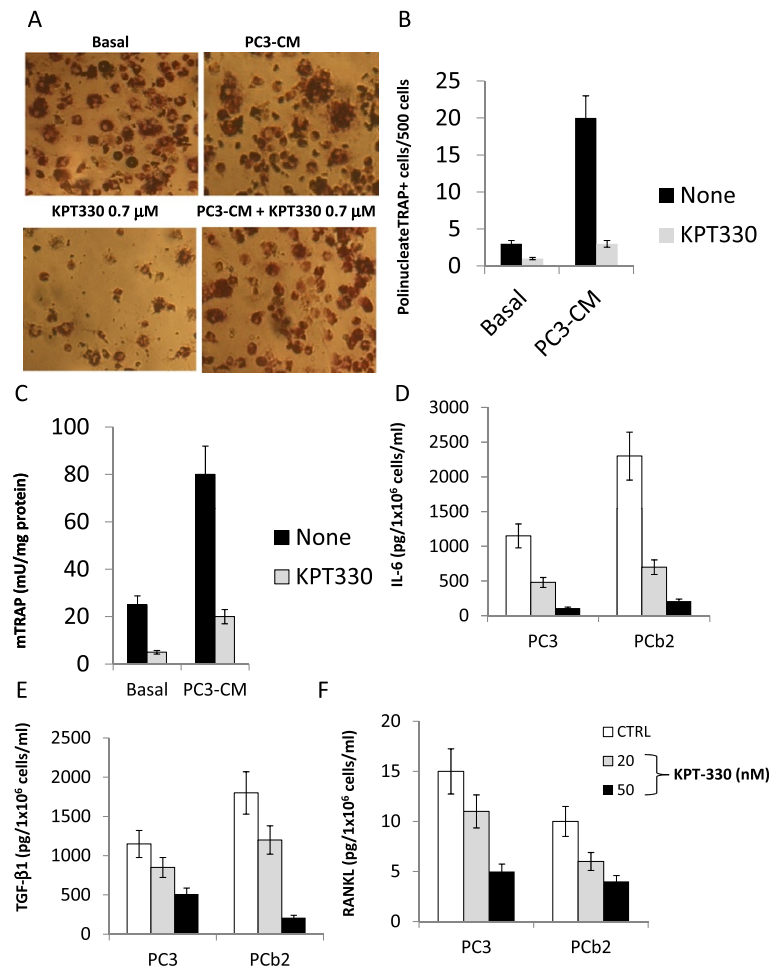 A
Basal
PC3-CM
KPT330 0.7 μM
PC3-CM + KPT330 0.7 μM
B
PolinucleateTRAP+ cells/500 cells
25
20
15
10
5
0
Basal
PC3-CM
None
KPT330
C
mTRAP (mU/mg protein)
100
80
60
40
20
0
Basal
PC3-CM
None
KPT330
D
IL-6 (pg/1x10⁶ cells/ml)
3000
2500
2000
1500
1000
500
0
PC3
PCb2
E
TGF-β1 (pg/1x10⁶ cells/ml)
2500
2000
1500
1000
500
0
PC3
PCb2
F
RANKL (pg/1x10⁶ cells/ml)
20
15
10
5
0
PC3
PCb2
CTRL
20
50
KPT-330 (nM)